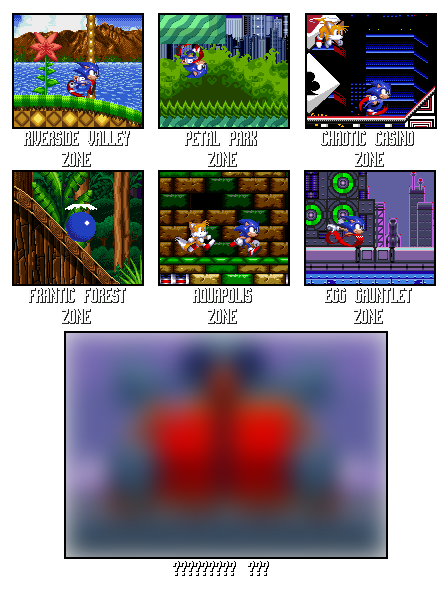 RIVERSIDE VALLEY
ZONE
PETAL PARK
ZONE
CHAOTIC CASINO
ZONE
FRANTIC FOREST
ZONE
AQUAPOLIS
ZONE
EGG GAUNTLET
ZONE
????????? ???